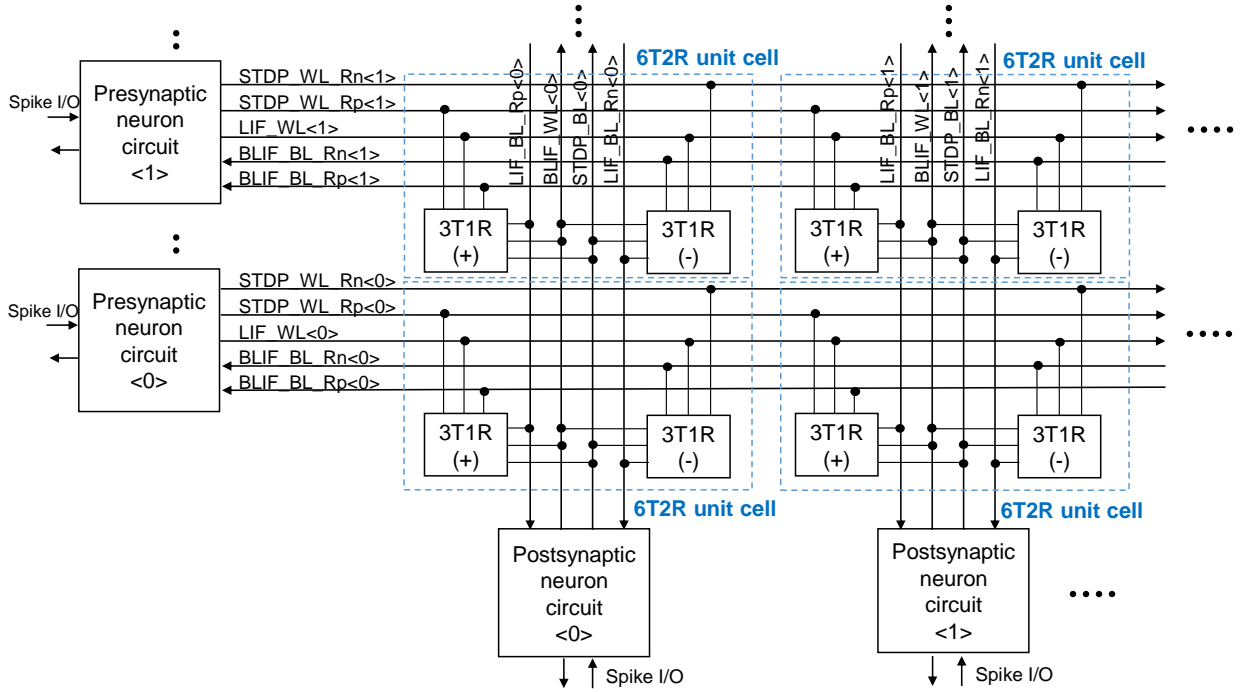 6T2R unit cell
6T2R unit cell
Spike I/O
Presynaptic
neuron
circuit
<1>
STDP_WL_Rn<1>
STDP_WL_Rp<1>
LIF_WL<1>
BLIF_BL_Rn<1>
BLIF_BL_Rp<1>
LIF_BL_Rp<0>
BLIF_WL<0>
STDP_BL<0>
LIF_BL_Rn<0>
LIF_BL_Rp<1>
BLIF_WL<1>
STDP_BL<1>
LIF_BL_Rn<1>
3T1R
(+)
3T1R
(-)
3T1R
(+)
3T1R
(-)
Spike I/O
Presynaptic
neuron
circuit
<0>
STDP_WL_Rn<0>
STDP_WL_Rp<0>
LIF_WL<0>
BLIF_BL_Rn<0>
BLIF_BL_Rp<0>
3T1R
(+)
3T1R
(-)
3T1R
(+)
3T1R
(-)
6T2R unit cell
6T2R unit cell
Postsynaptic
neuron
circuit
<0>
Postsynaptic
neuron
circuit
<1>
Spike I/O
Spike I/O